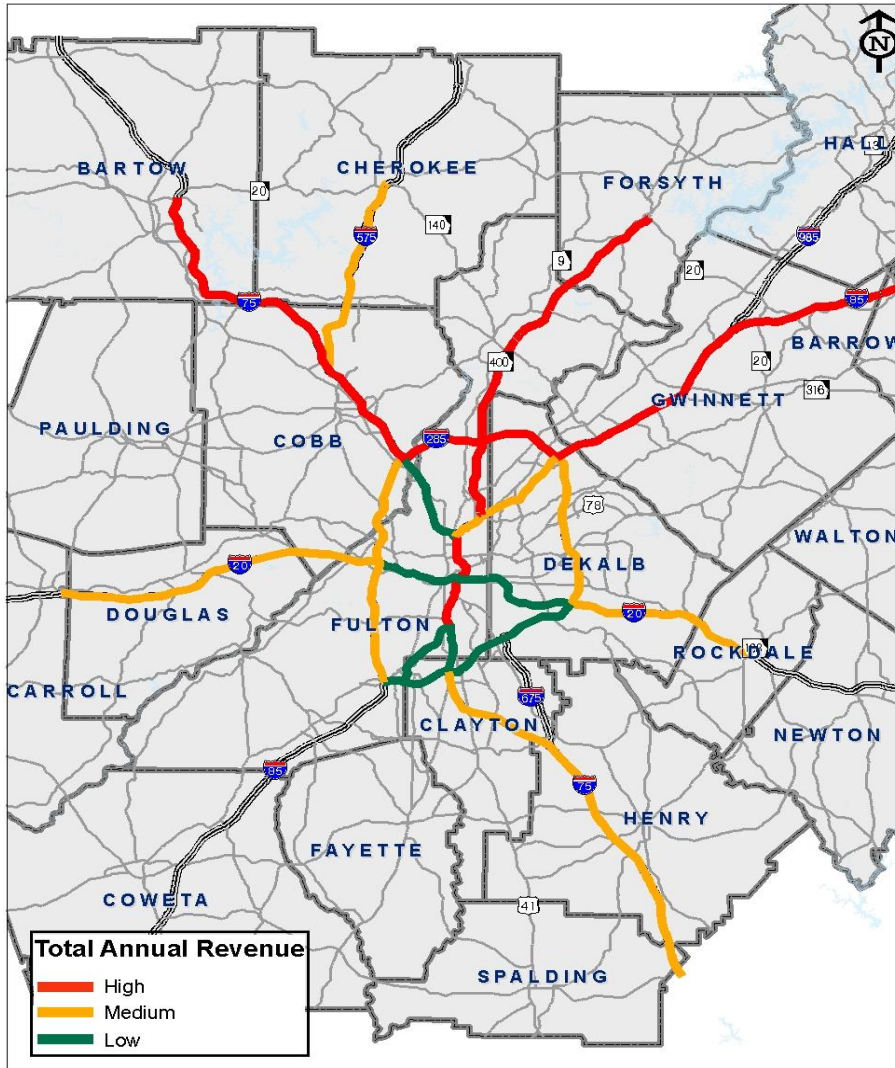 N
HALL
13
BARTOW
CHEROKEE
FORSYTH
20
140
575
985
9
20
75
85
400
20
BARROW
316
GWINNETT
PAULDING
COBB
285
78
WALTON
20
DEKALB
DOUGLAS
FULTON
20
ROCKDALE
CARROLL
675
CLAYTON
NEWTON
85
75
HENRY
FAYETTE
COWETA
41
SPALDING
Total Annual Revenue
High
Medium
Low